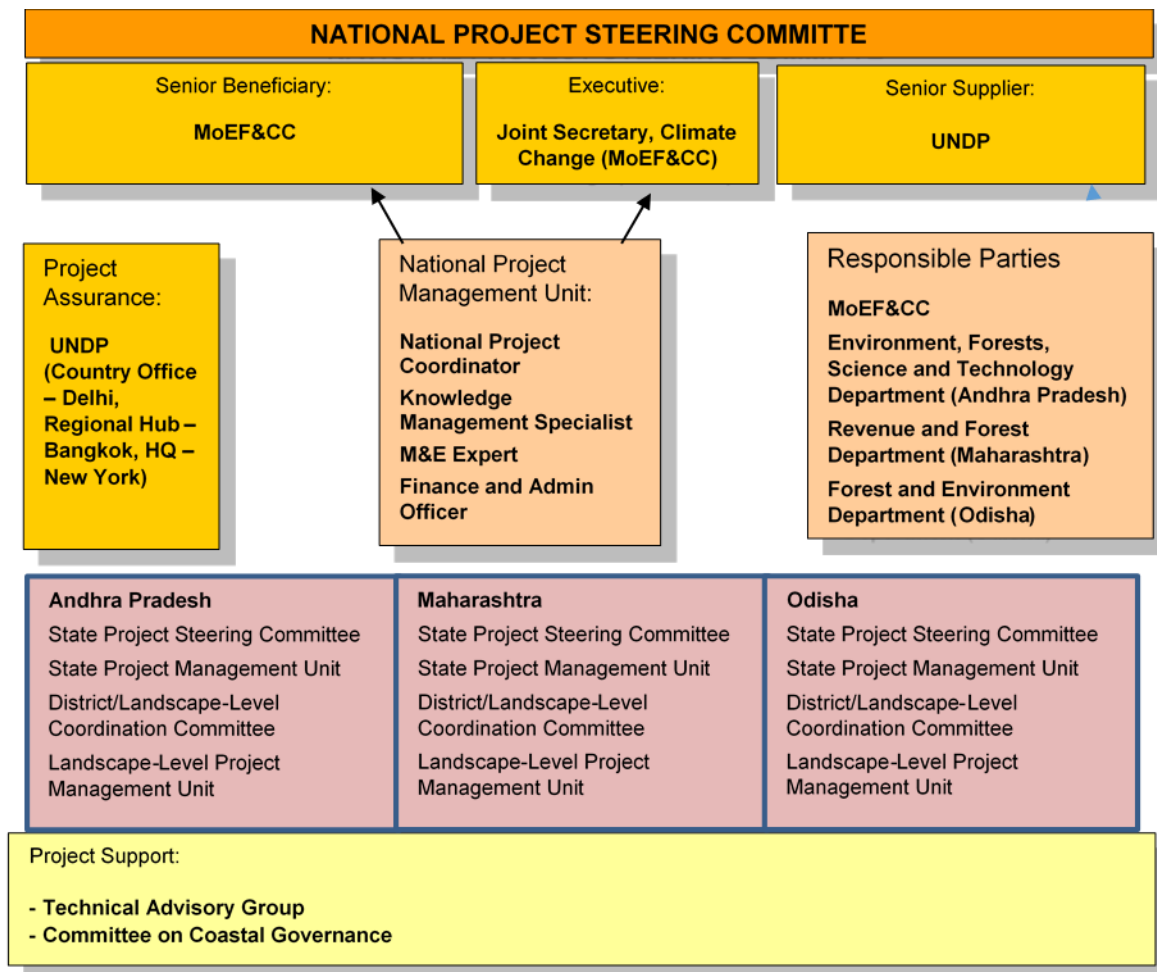 NATIONAL PROJECT STEERING COMMITTE
Senior Beneficiary:
MoEF&CC
Executive:
Joint Secretary, Climate
Change (MoEF&CC)
Senior Supplier:
UNDP
Project
Assurance:
UNDP
(Country Office
– Delhi,
Regional Hub –
Bangkok, HQ –
New York)
National Project
Management Unit:
National Project
Coordinator
Knowledge
Management Specialist
M&E Expert
Finance and Admin
Officer
Responsible Parties
MoEF&CC
Environment, Forests,
Science and Technology
Department (Andhra Pradesh)
Revenue and Forest
Department (Maharashtra)
Forest and Environment
Department (Odisha)
Andhra Pradesh
State Project Steering Committee
State Project Management Unit
District/Landscape-Level
Coordination Committee
Landscape-Level Project
Management Unit
Maharashtra
State Project Steering Committee
State Project Management Unit
District/Landscape-Level
Coordination Committee
Landscape-Level Project
Management Unit
Odisha
State Project Steering Committee
State Project Management Unit
District/Landscape-Level
Coordination Committee
Landscape-Level Project
Management Unit
Project Support:
- Technical Advisory Group
- Committee on Coastal Governance